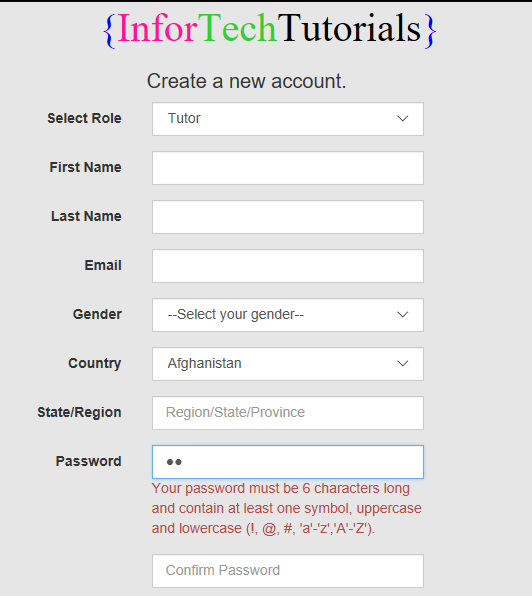 {InforTechTutorials}
Create a new account.
Select Role Tutor
First Name
Last Name
Email
Gender --Select your gender--
Country Afghanistan
State/Region Region/State/Province
Password ●●
Your password must be 6 characters long
and contain at least one symbol, uppercase
and lowercase (!, @, #, 'a'-'z','A'-'Z').
Confirm Password